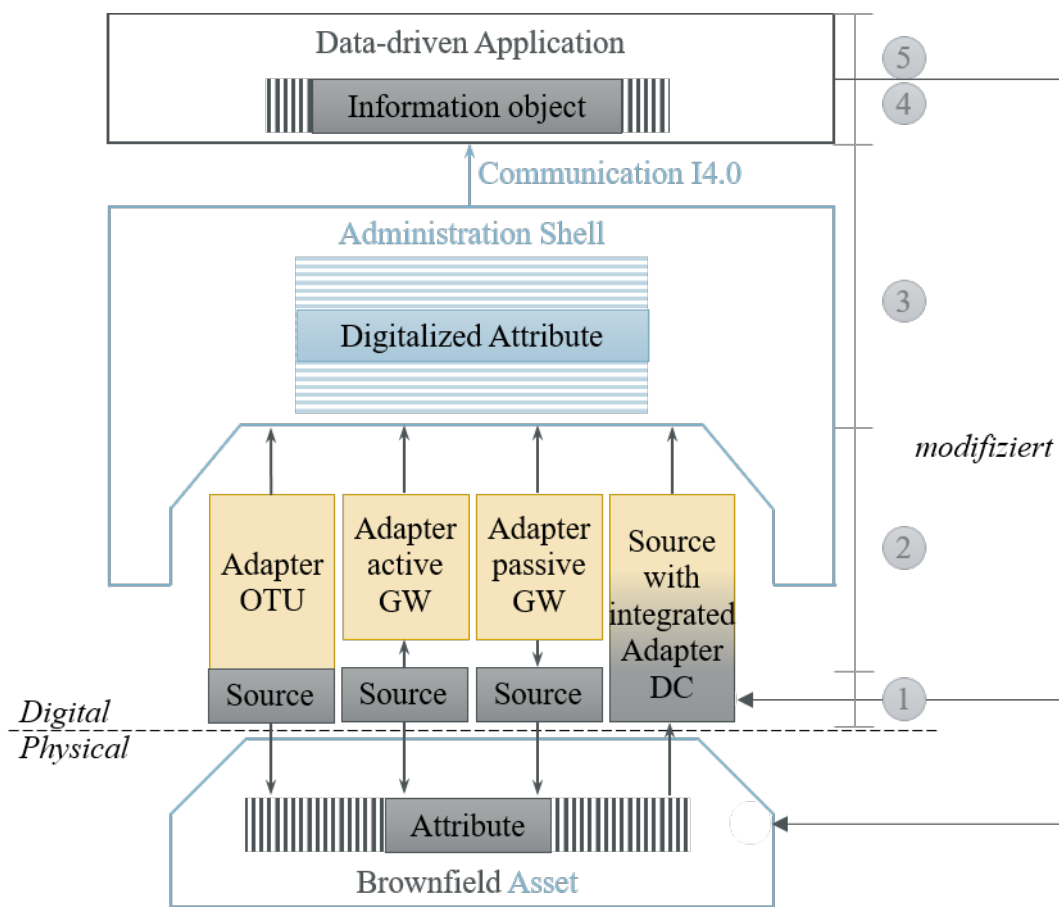 Data-driven Application
5
Information object
4
Communication I4.0
Administration Shell
3
Digitalized Attribute
modifiziert
Adapter
OTU
Adapter
active
GW
Adapter
passive
GW
Source
with
integrated
Adapter
DC
2
Source
Source
Source
1
Digital
Physical
Attribute
Brownfield Asset